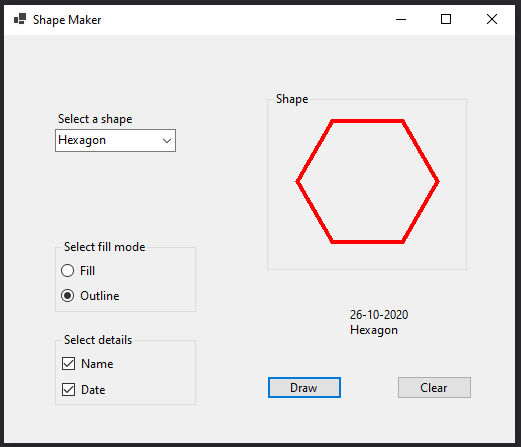 Shape Maker
Select a shape
Hexagon
Shape
Select fill mode
Fill
Outline
Select details
Name
Date
26-10-2020
Hexagon
Draw
Clear